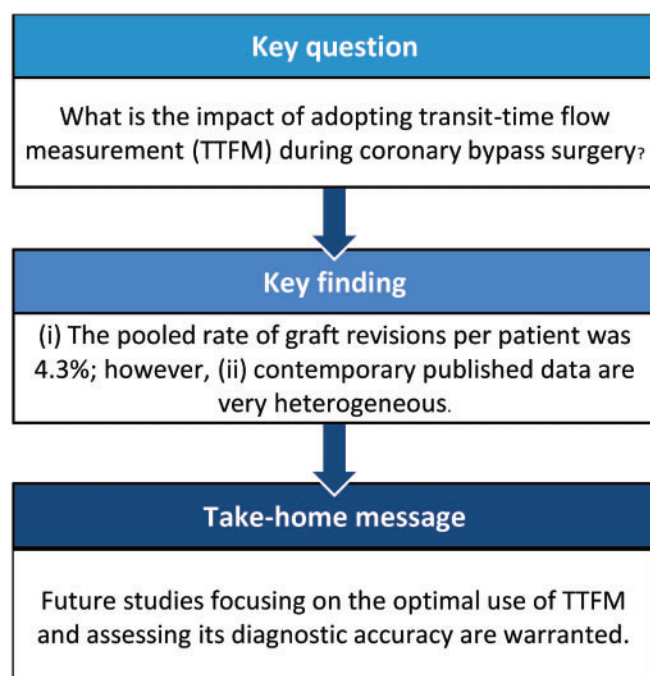 Key question
What is the impact of adopting transit-time flow
measurement (TTFM) during coronary bypass surgery?
Key finding
(i) The pooled rate of graft revisions per patient was
4.3%; however, (ii) contemporary published data are
very heterogeneous.
Take-home message
Future studies focusing on the optimal use of TTFM
and assessing its diagnostic accuracy are warranted.